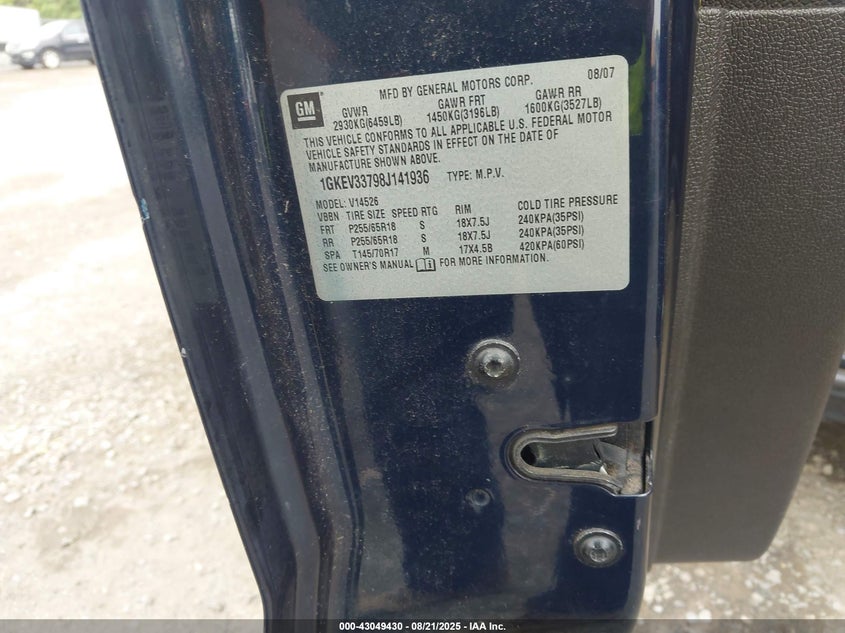 MFD BY GENERAL MOTORS CORP. 08/07
GM
GVWR GAWR FRT GAWR RR
2930KG(6459LB) 1450KG(3196LB) 1600KG(3527LB)
THIS VEHICLE CONFORMS TO ALL APPLICABLE U.S. FEDERAL MOTOR
VEHICLE SAFETY STANDARDS IN EFFECT ON THE DATE OF
MANUFACTURE SHOWN ABOVE.
1GKEV33798J141936 TYPE: M.P.V.
MODEL: V14526
VBBN TIRE SIZE SPEED RTG RIM COLD TIRE PRESSURE
FRT P255/65R18 S 18X7.5J 240KPA(35PSI)
RR P255/65R18 S 18X7.5J 240KPA(35PSI)
SPA T145/70R17 M 17X4.5B 420KPA(60PSI)
SEE OWNER'S MANUAL FOR MORE INFORMATION.
000-43049430 - 08/21/2025 - IAA Inc.